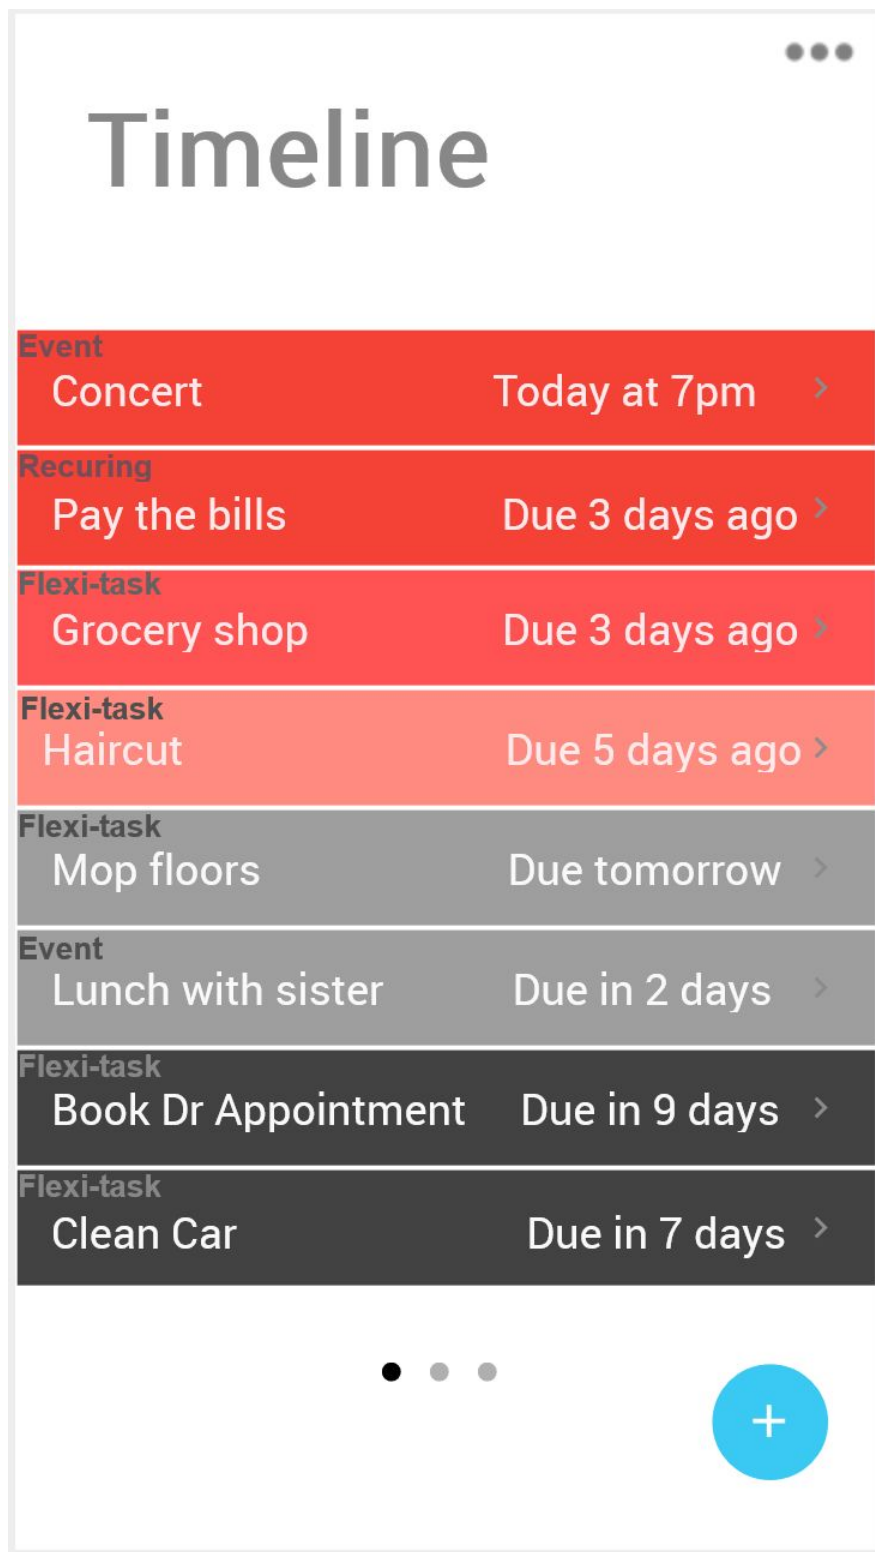 Timeline
Event
Concert Today at 7pm
Recuring
Pay the bills Due 3 days ago
Flexi-task
Grocery shop Due 3 days ago
Flexi-task
Haircut Due 5 days ago
Flexi-task
Mop floors Due tomorrow
Event
Lunch with sister Due in 2 days
Flexi-task
Book Dr Appointment Due in 9 days
Flexi-task
Clean Car Due in 7 days